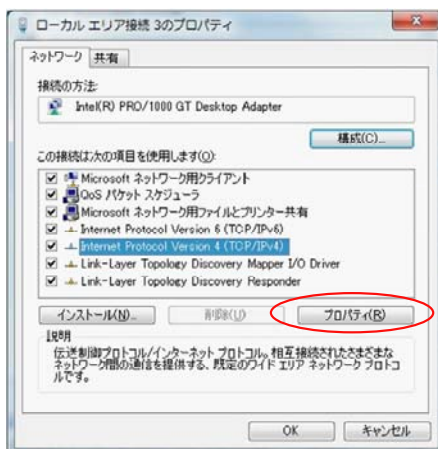 ローカル エリア接続 3のプロパティ
ネットワーク 共有
接続の方法:
Intel(R) PRO/1000 GT Desktop Adapter
構成(C)...
この接続は次の項目を使用します(O):
Microsoft ネットワーク用クライアント
QoS パケット スケジューラ
Microsoft ネットワーク用ファイルとプリンター共有
Internet Protocol Version 6 (TCP/IPv6)
Internet Protocol Version 4 (TCP/IPv4)
Link-Layer Topology Discovery Mapper I/O Driver
Link-Layer Topology Discovery Responder
インストール(N)... 削除(U) プロパティ(R)
説明
伝送制御プロトコル/インターネット プロトコル。相互接続されたさまざまな
ネットワーク間の通信を提供する、既定のワイド エリア ネットワーク プロトコ
ルです。
OK キャンセル